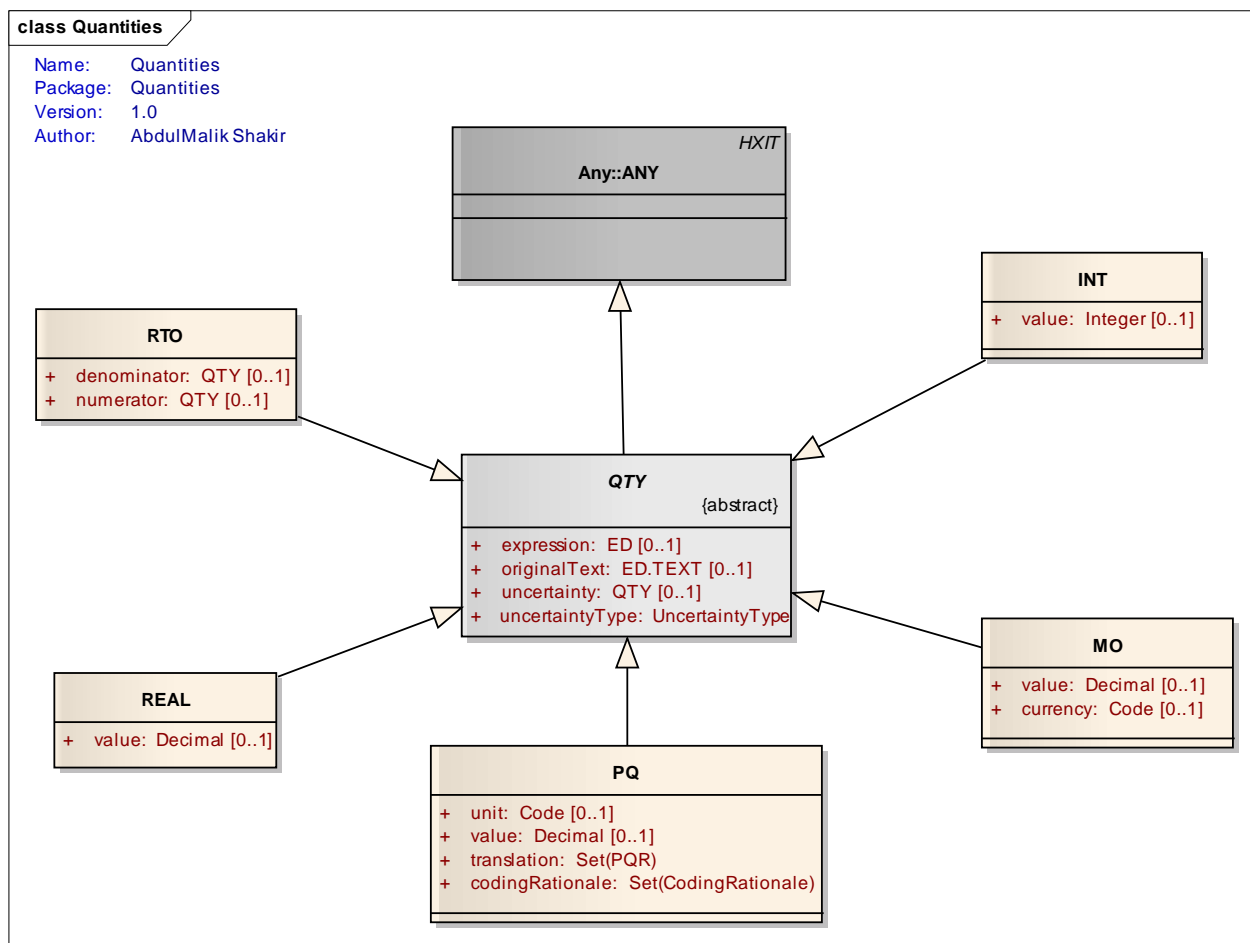 class Quantities
Name: Quantities
Package: Quantities
Version: 1.0
Author: AbdulMalik Shakir
HXIT
Any::ANY
INT
+ value: Integer [0..1]
RTO
+ denominator: QTY [0..1]
+ numerator: QTY [0..1]
QTY
{abstract}
+ expression: ED [0..1]
+ originalText: ED.TEXT [0..1]
+ uncertainty: QTY [0..1]
+ uncertaintyType: UncertaintyType
REAL
+ value: Decimal [0..1]
MO
+ value: Decimal [0..1]
+ currency: Code [0..1]
PQ
+ unit: Code [0..1]
+ value: Decimal [0..1]
+ translation: Set(PQR)
+ codingRationale: Set(CodingRationale)